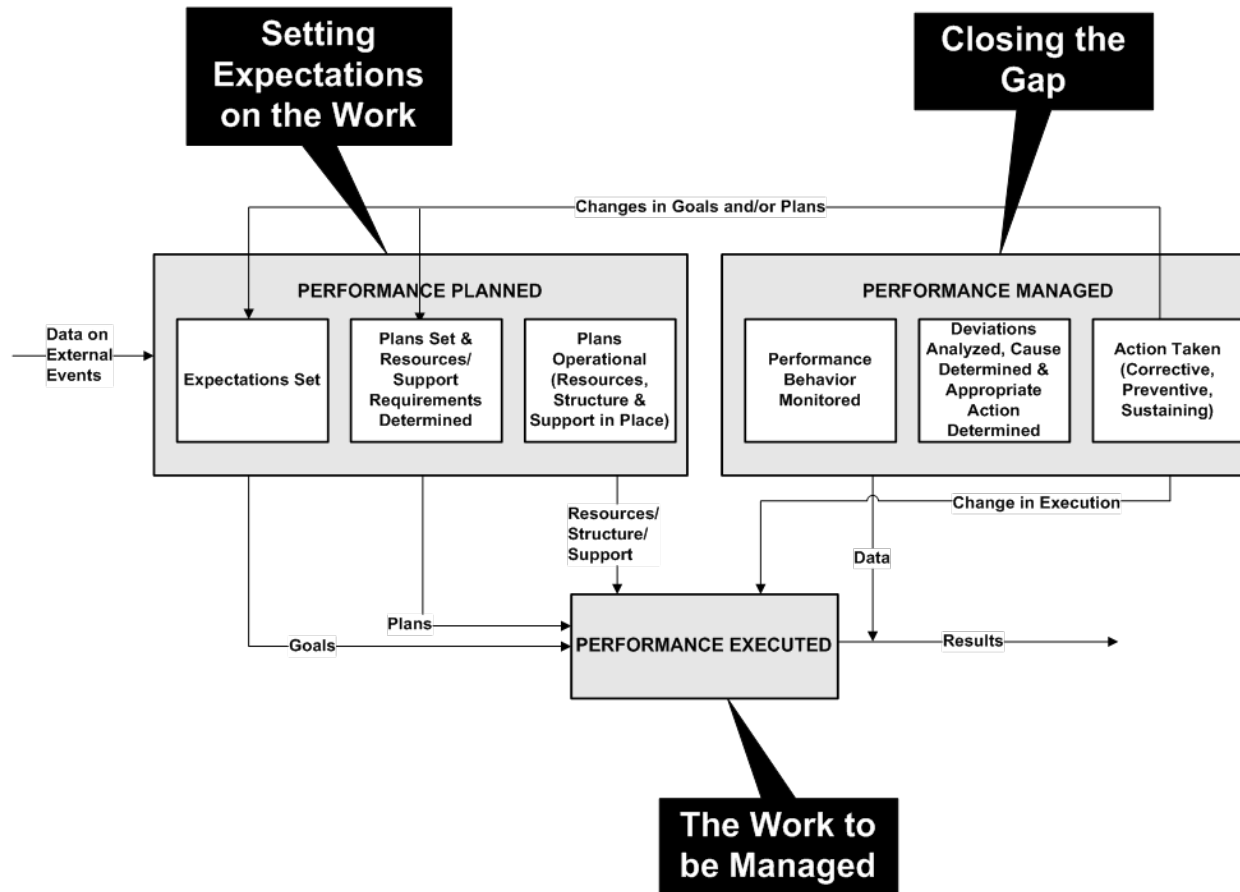 Setting
Expectations
on the Work
Closing the
Gap
Changes in Goals and/or Plans
PERFORMANCE PLANNED
PERFORMANCE MANAGED
Data on
External
Events
Expectations Set
Plans Set &
Resources/
Support
Requirements
Determined
Plans
Operational
(Resources,
Structure &
Support in Place)
Performance
Behavior
Monitored
Deviations
Analyzed, Cause
Determined &
Appropriate
Action
Determined
Action Taken
(Corrective,
Preventive,
Sustaining)
Resources/
Structure/
Support
Change in Execution
Data
Plans
Goals
PERFORMANCE EXECUTED
Results
The Work to
be Managed